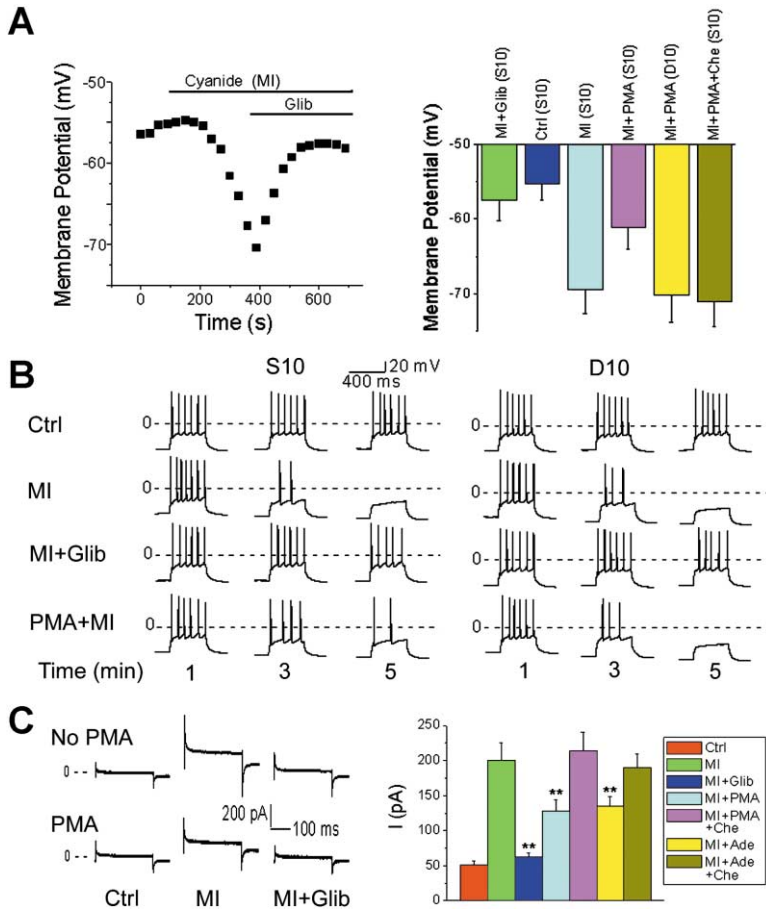 A
Membrane Potential (mV)
-50
-60
-70
Cyanide (MI)
Glib
0
200
400
600
Time (s)
Membrane Potential (mV)
-50
-60
-70
MI+Glib (S10)
Ctrl (S10)
MI (S10)
MI+PMA (S10)
MI+PMA (D10)
MI+PMA+Che (S10)
B
S10
20 mV
400 ms
D10
Ctrl
0
0
MI
0
0
MI+Glib
0
0
PMA+MI
0
0
Time (min)
1
3
5
1
3
5
C
No PMA
0
PMA
0
200 pA
100 ms
Ctrl
MI
MI+Glib
I (pA)
250
200
150
100
50
0
**
**
**
Ctrl
MI
MI+Glib
MI+PMA
MI+PMA
+Che
MI+Ade
MI+Ade
+Che